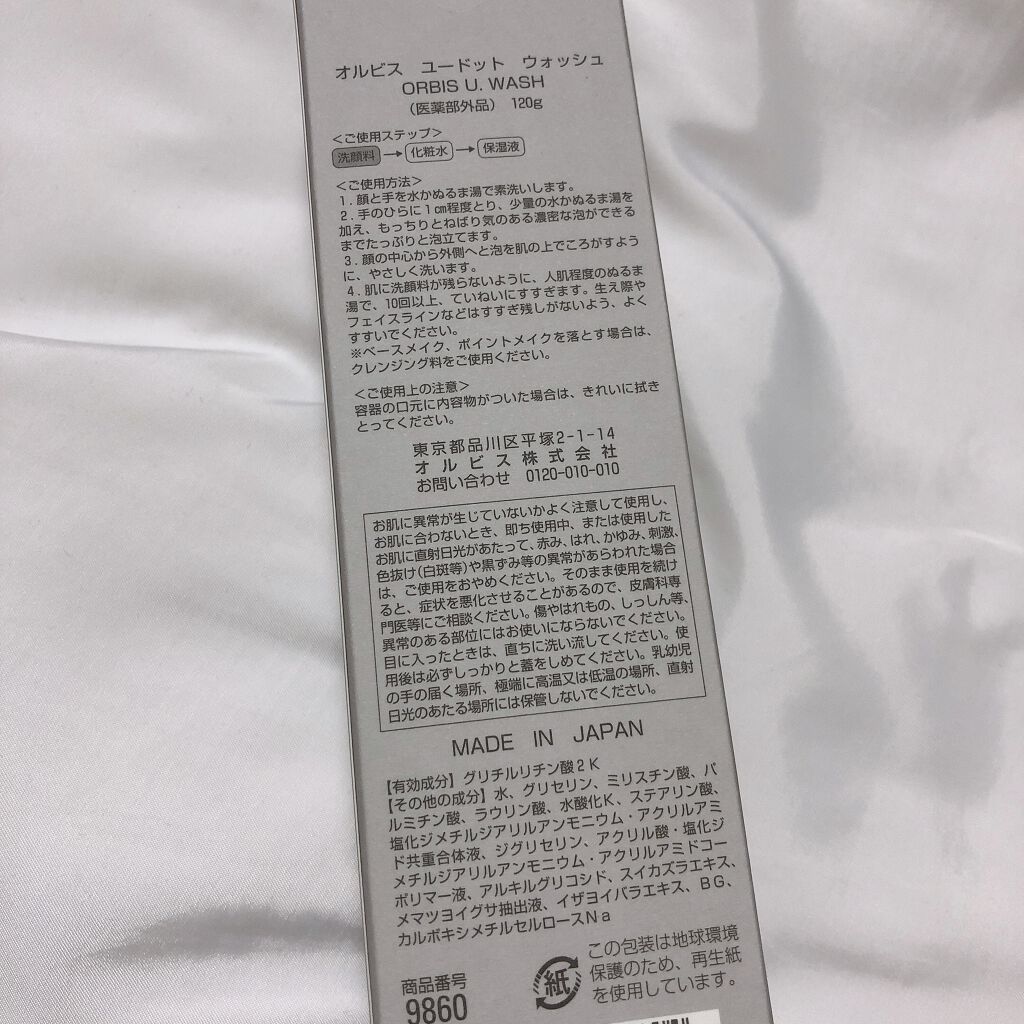 オルビス ユードット ウォッシュ
ORBIS U. WASH
（医薬部外品） 120g
＜ご使用ステップ＞
洗顔料→化粧水→保湿液
＜ご使用方法＞
1．顔と手を水かぬるま湯で素洗いします。
2．手のひらに1㎝程度とり、少量の水かぬるま湯を
加え、もっちりとねばり気のある濃密な泡ができる
までたっぷりと泡立てます。
3．顔の中心から外側へと泡を肌の上でころがすよう
に、やさしく洗います。
4．肌に洗顔料が残らないように、人肌程度のぬるま
湯で、10回以上、ていねいにすすぎます。生え際や
フェイスラインなどはすすぎ残しがないよう、よく
すすいでください。
※ベースメイク、ポイントメイクを落とす場合は、
クレンジング料をご使用ください。
＜ご使用上の注意＞
容器の口元に内容物がついた場合は、きれいに拭き
とってください。
東京都品川区平塚2-1-14
オルビス株式会社
お問い合わせ 0120-010-010
お肌に異常が生じていないかよく注意して使用し、
お肌に合わないとき、即ち使用中、または使用した
お肌に直射日光があたって、赤み、はれ、かゆみ、刺激、
色抜け（白斑等）や黒ずみ等の異常があらわれた場合
は、ご使用をおやめください。そのまま使用を続け
ると、症状を悪化させることがあるので、皮膚科専
門医等にご相談ください。傷やはれもの、しっしん等、
異常のある部位にはお使いにならないでください。
目に入ったときは、直ちに洗い流してください。使
用後は必ずしっかりと蓋をしめてください。乳幼児
の手の届く場所、極端に高温又は低温の場所、直射
日光のあたる場所には保管しないでください。
MADE IN JAPAN
【有効成分】グリチルリチン酸2K
【その他の成分】水、グリセリン、ミリスチン酸、パ
ルミチン酸、ラウリン酸、水酸化K、ステアリン酸、
塩化ジメチルジアリルアンモニウム・アクリルアミ
ド共重合体液、ジグリセリン、アクリル酸・塩化ジ
メチルジアリルアンモニウム・アクリルアミドコー
ポリマー液、アルキルグリコシド、スイカズラエキス、
メマツヨイグサ抽出液、イザヨイバラエキス、BG、
カルボキシメチルセルロースNa
商品番号
9860
紙
この包装は地球環境
保護のため、再生紙
を使用しています。